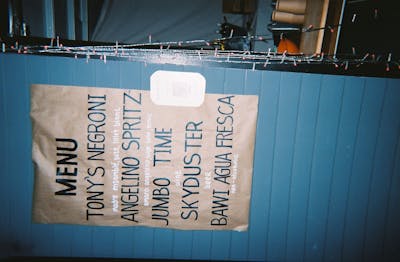 MENU
TONY'S NEGRONI
ANGELINO SPRITZ
JUMBO TIME
SKYDUSTER
BAWI AGUA FRESCA